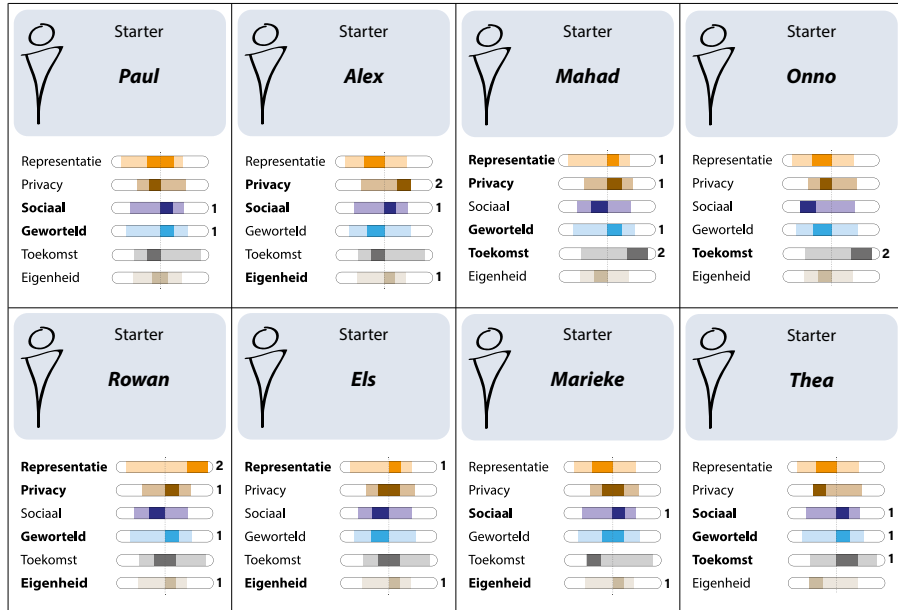 Starter
Paul
Representatie
Privacy
Sociaal 1
Geworteld 1
Toekomst
Eigenheid
Starter
Alex
Representatie
Privacy 2
Sociaal 1
Geworteld
Toekomst
Eigenheid 1
Starter
Mahad
Representatie 1
Privacy 1
Sociaal
Geworteld 1
Toekomst 2
Eigenheid
Starter
Onno
Representatie
Privacy
Sociaal
Geworteld
Toekomst 2
Eigenheid
Starter
Rowan
Representatie 2
Privacy 1
Sociaal
Geworteld 1
Toekomst
Eigenheid 1
Starter
Els
Representatie 1
Privacy
Sociaal
Geworteld
Toekomst
Eigenheid 1
Starter
Marieke
Representatie
Privacy
Sociaal 1
Geworteld
Toekomst
Eigenheid 1
Starter
Thea
Representatie
Privacy
Sociaal 1
Geworteld 1
Toekomst 1
Eigenheid